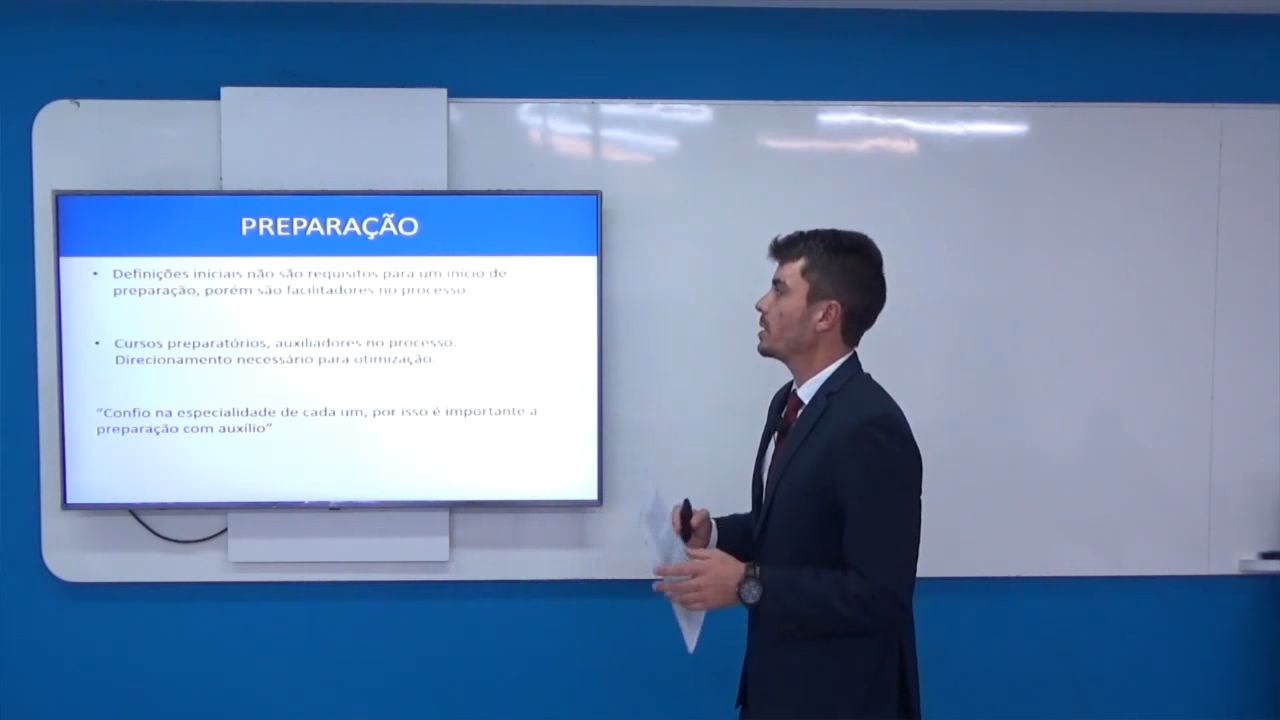 PREPARAÇÃO
• Definições iniciais não são requisitos para um início de
preparação, porém são facilitadores no processo.
• Cursos preparatórios, auxiliadores no processo.
Direcionamento necessário para otimização.
“Confio na especialidade de cada um, por isso é importante a
preparação com auxílio”